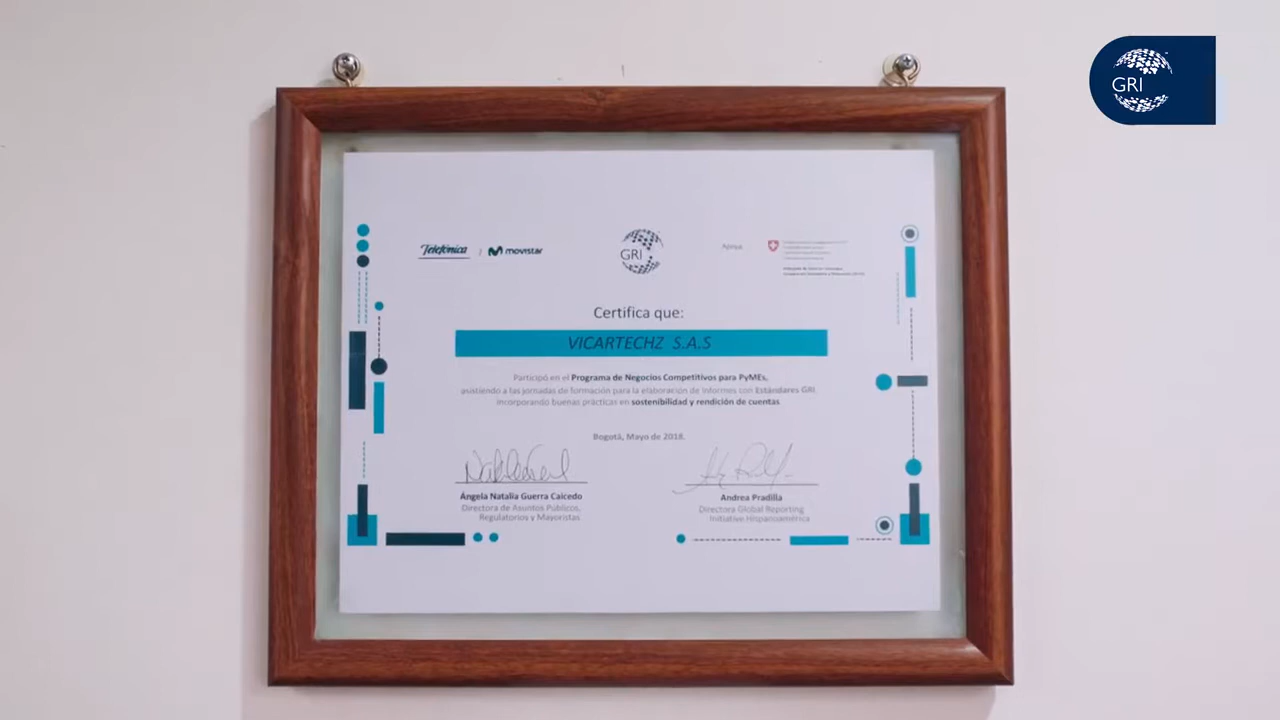 GRI
Telefónica | movistar
GRI
Apoya:
Certifica que:
VICARTECHZ S.A.S
Participó en el Programa de Negocios Competitivos para PyMEs,
asistiendo a las jornadas de formación para la elaboración de informes con Estándares GRI,
incorporando buenas prácticas en sostenibilidad y rendición de cuentas
Bogotá, Mayo de 2018.
Ángela Natalia Guerra Caicedo
Directora de Asuntos Públicos,
Regulatorios y Mayoristas
Andrea Pradilla
Directora Global Reporting
Initiative Hispanoamérica